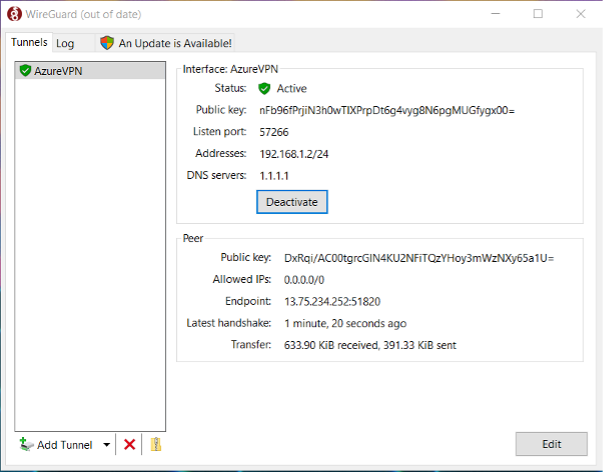 WireGuard (out of date)
Tunnels Log An Update is Available!
AzureVPN
Interface: AzureVPN
Status: Active
Public key: nFb96fPrjiN3h0wTIXPrpDt6g4vyg8N6pgMUGfygx00=
Listen port: 57266
Addresses: 192.168.1.2/24
DNS servers: 1.1.1.1
Deactivate
Peer
Public key: DxRqi/AC00tgrcGIN4KU2NFiTQzYHoy3mWzNXy65a1U=
Allowed IPs: 0.0.0.0/0
Endpoint: 13.75.234.252:51820
Latest handshake: 1 minute, 20 seconds ago
Transfer: 633.90 KiB received, 391.33 KiB sent
Add Tunnel
Edit